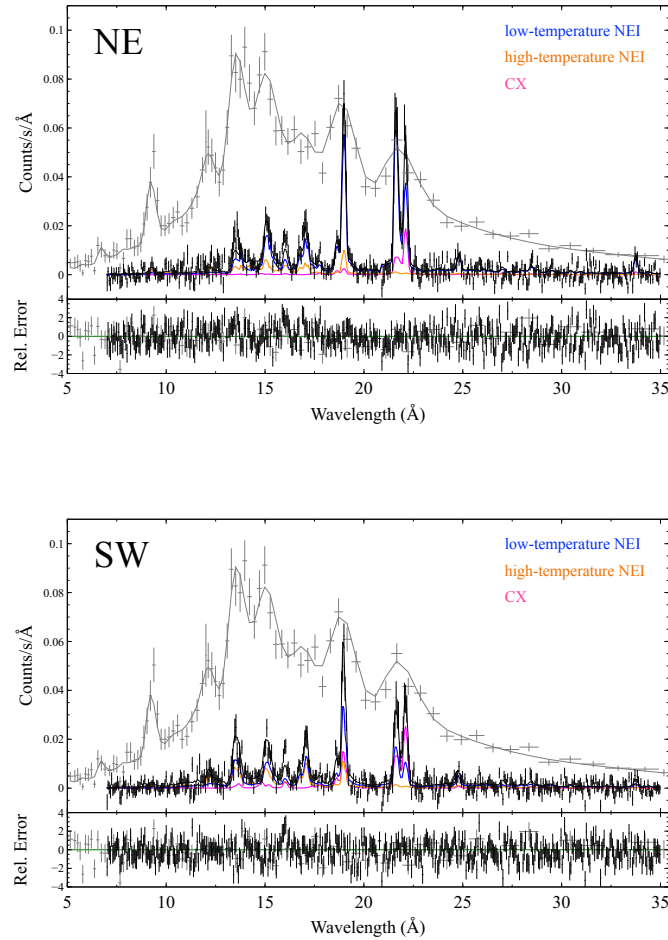 NE
low-temperature NEI
high-temperature NEI
CX
Counts/s/Å
0.1
0.08
0.06
0.04
0.02
0
Rel. Error
4
2
0
−2
−4
5 10 15 20 25 30 35
Wavelength (Å)
SW
low-temperature NEI
high-temperature NEI
CX
Counts/s/Å
0.1
0.08
0.06
0.04
0.02
0
Rel. Error
4
2
0
−2
−4
5 10 15 20 25 30 35
Wavelength (Å)